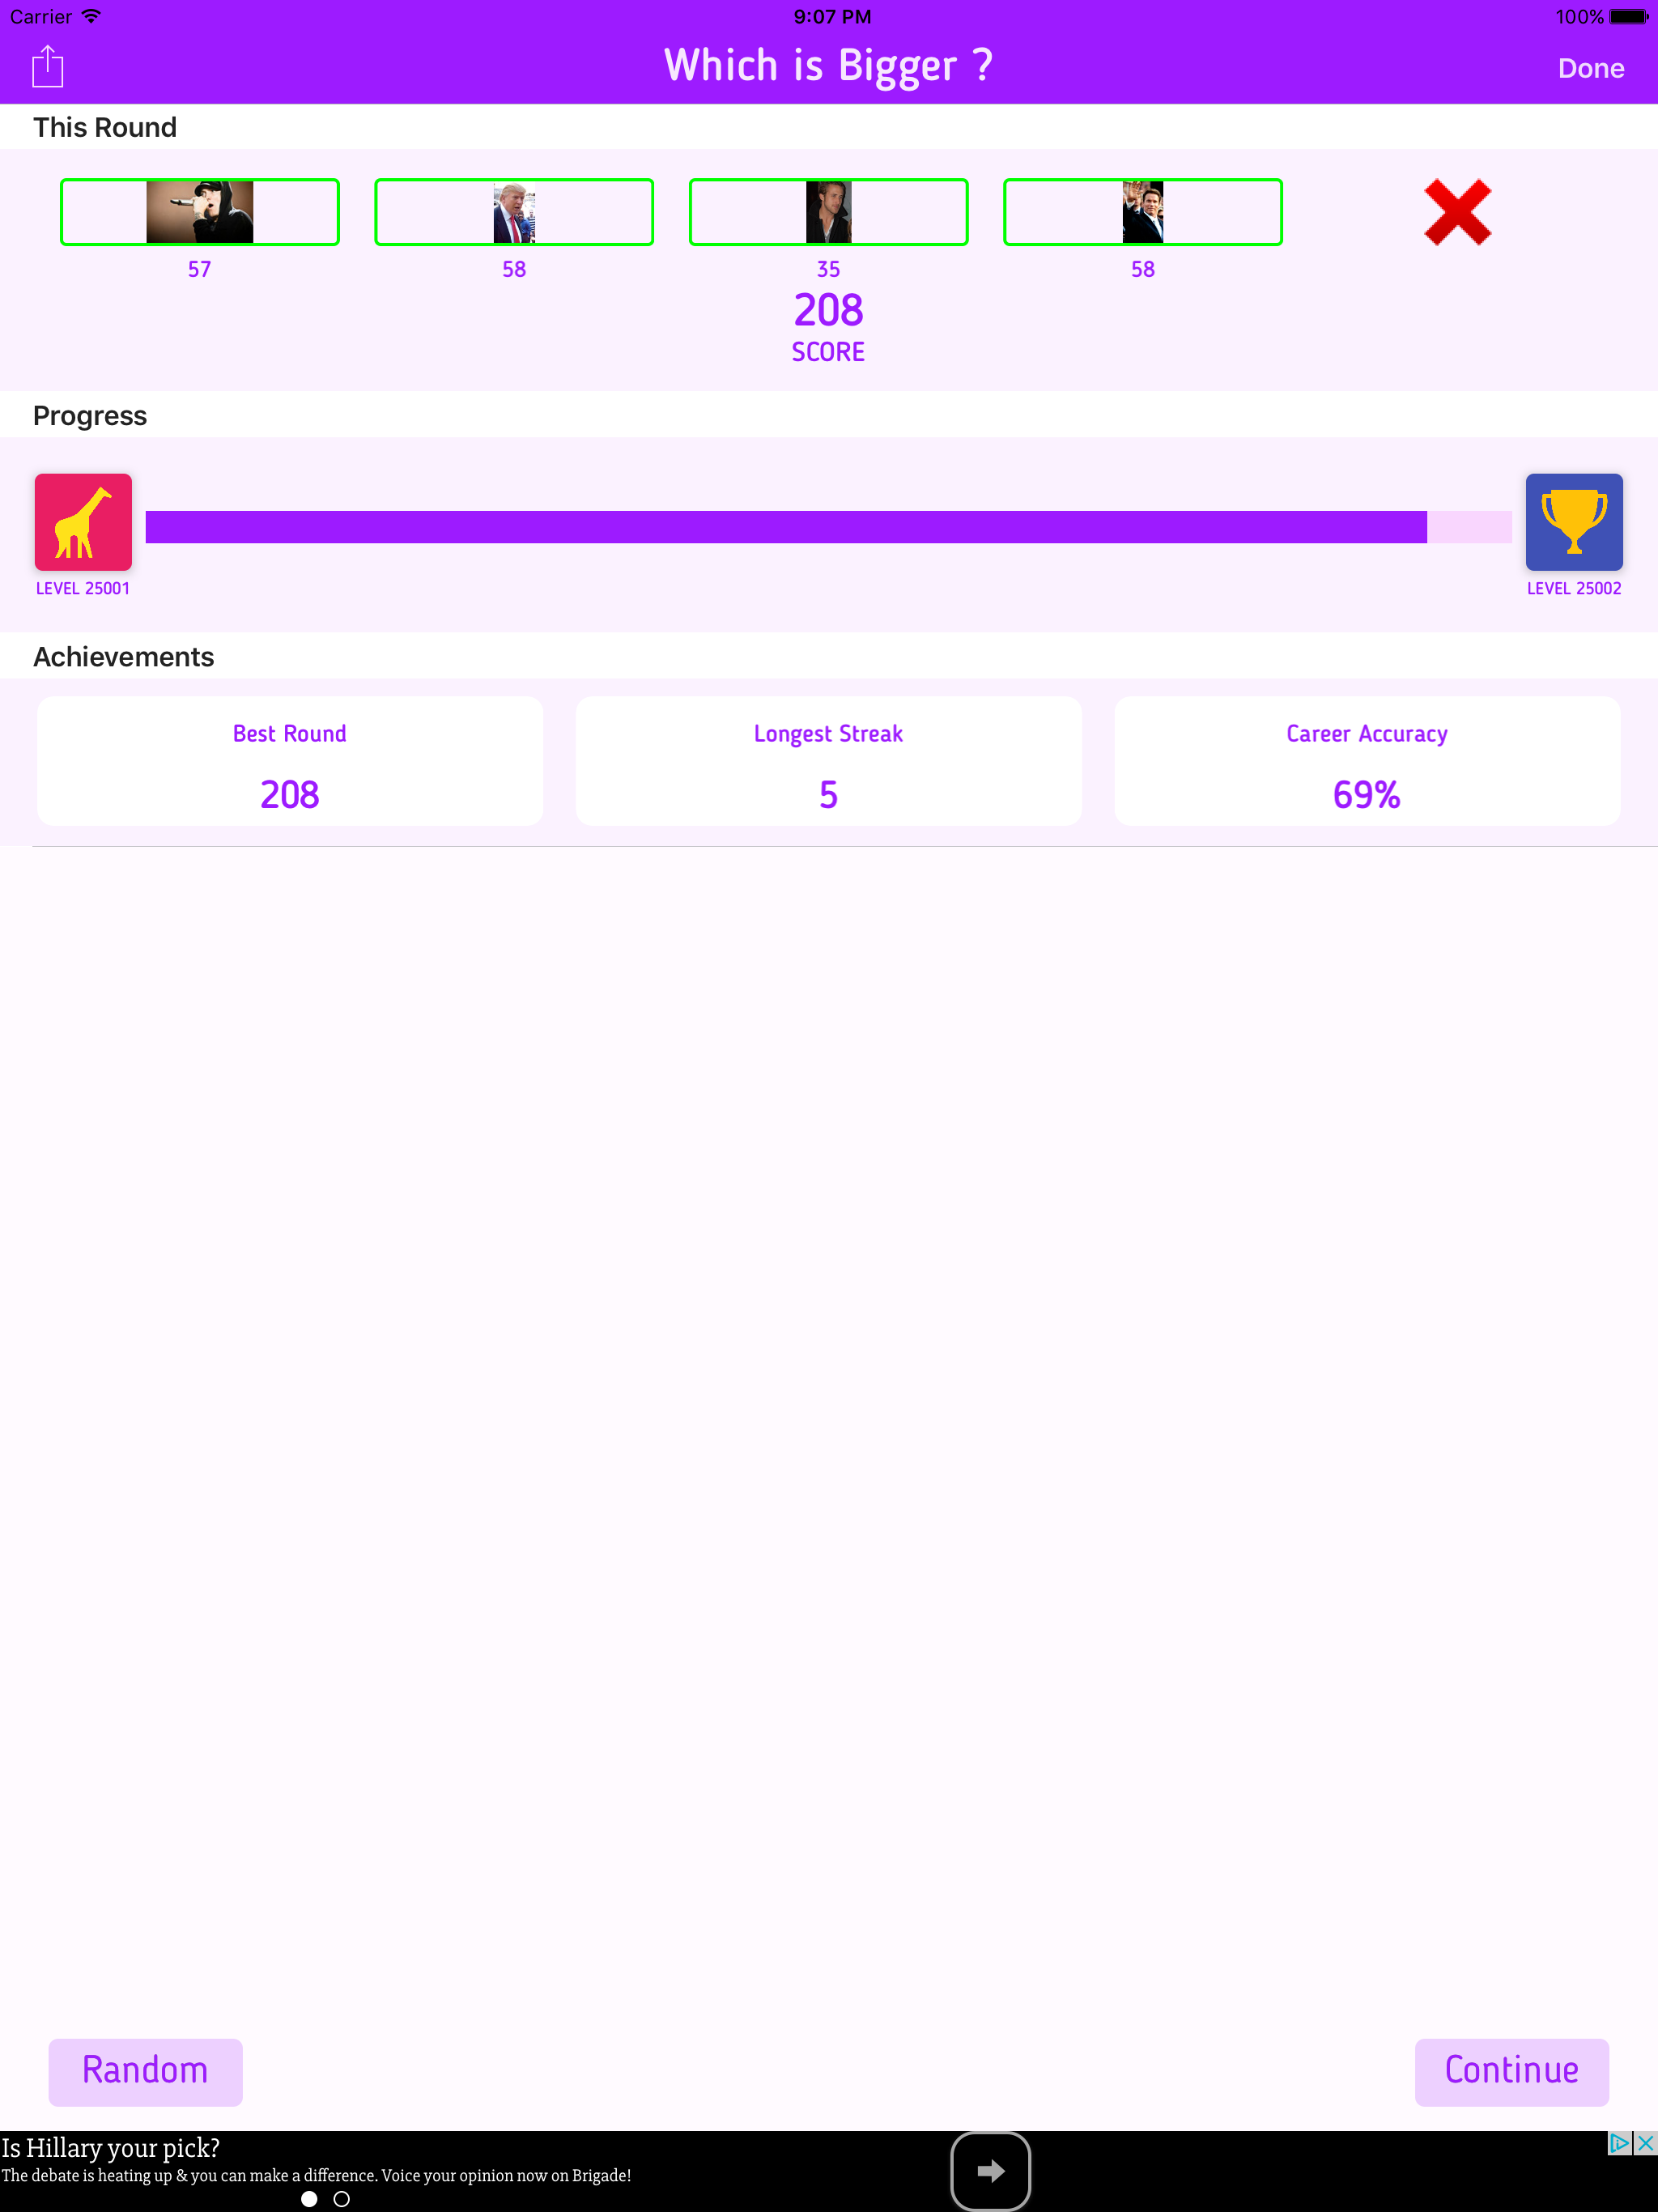 Carrier 9:07 PM 100%
Which is Bigger ?
Done
This Round
57 58 35 58
208
SCORE
Progress
LEVEL 25001 LEVEL 25002
Achievements
Best Round Longest Streak Career Accuracy
208 5 69%
Random Continue
Is Hillary your pick?
The debate is heating up & you can make a difference. Voice your opinion now on Brigade!